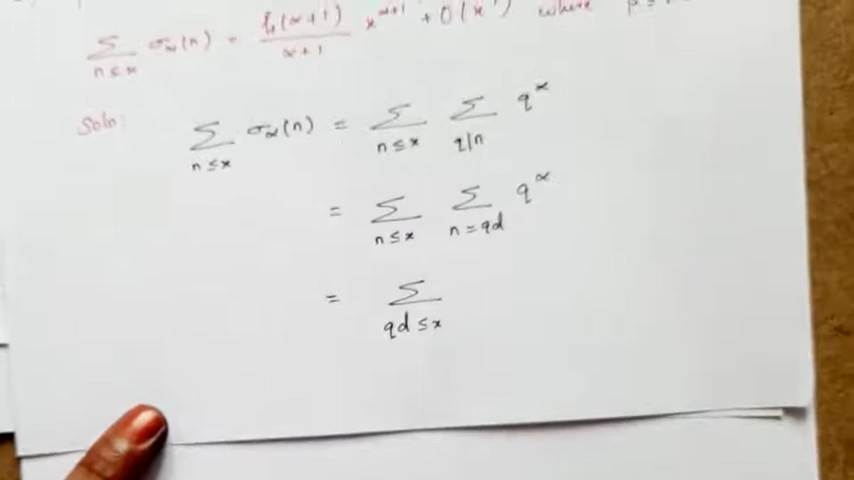 ∑_{n≤x} σ_α(n) = ζ(α+1)/(α+1) x^{α+1} + O(x^β) where
Soln
∑_{n≤x} σ_α(n) = ∑_{n≤x} ∑_{q|n} q^α
= ∑_{n≤x} ∑_{n=qd} q^α
= ∑_{qd≤x}